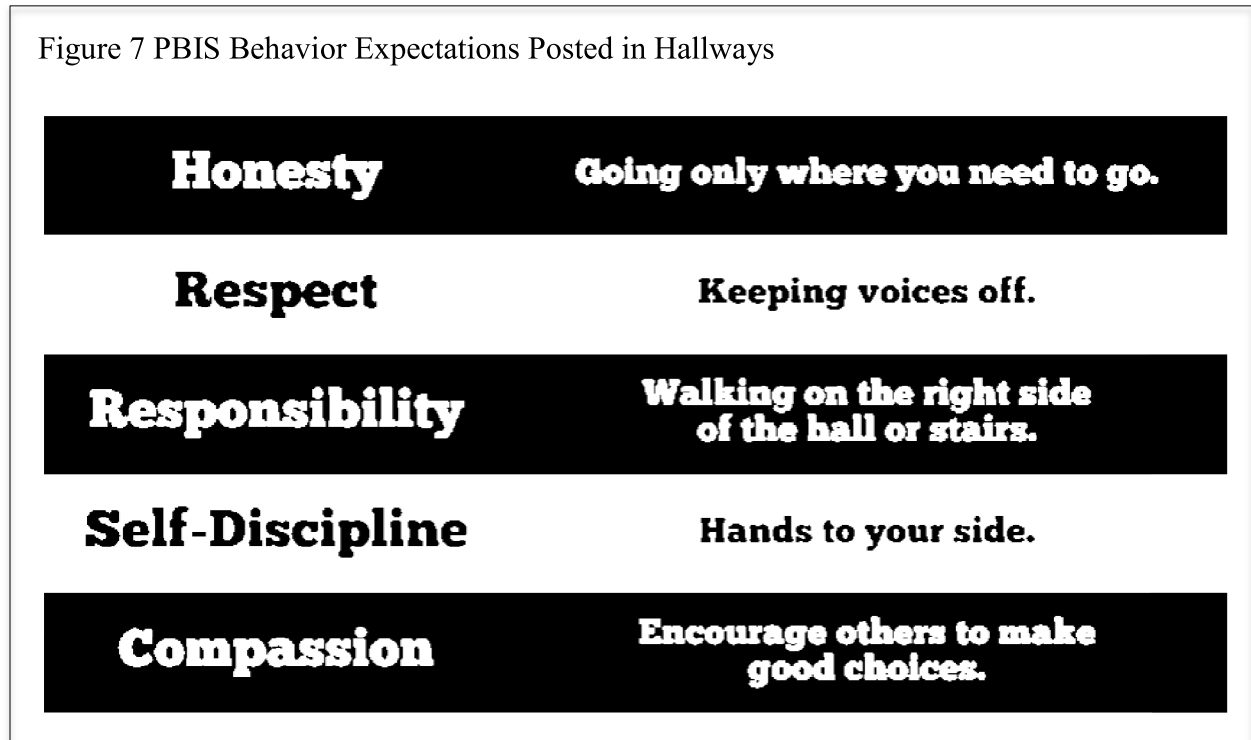 Figure 7 PBIS Behavior Expectations Posted in Hallways
Honesty
Going only where you need to go.
Respect
Keeping voices off.
Responsibility
Walking on the right side
of the hall or stairs.
Self-Discipline
Hands to your side.
Compassion
Encourage others to make
good choices.